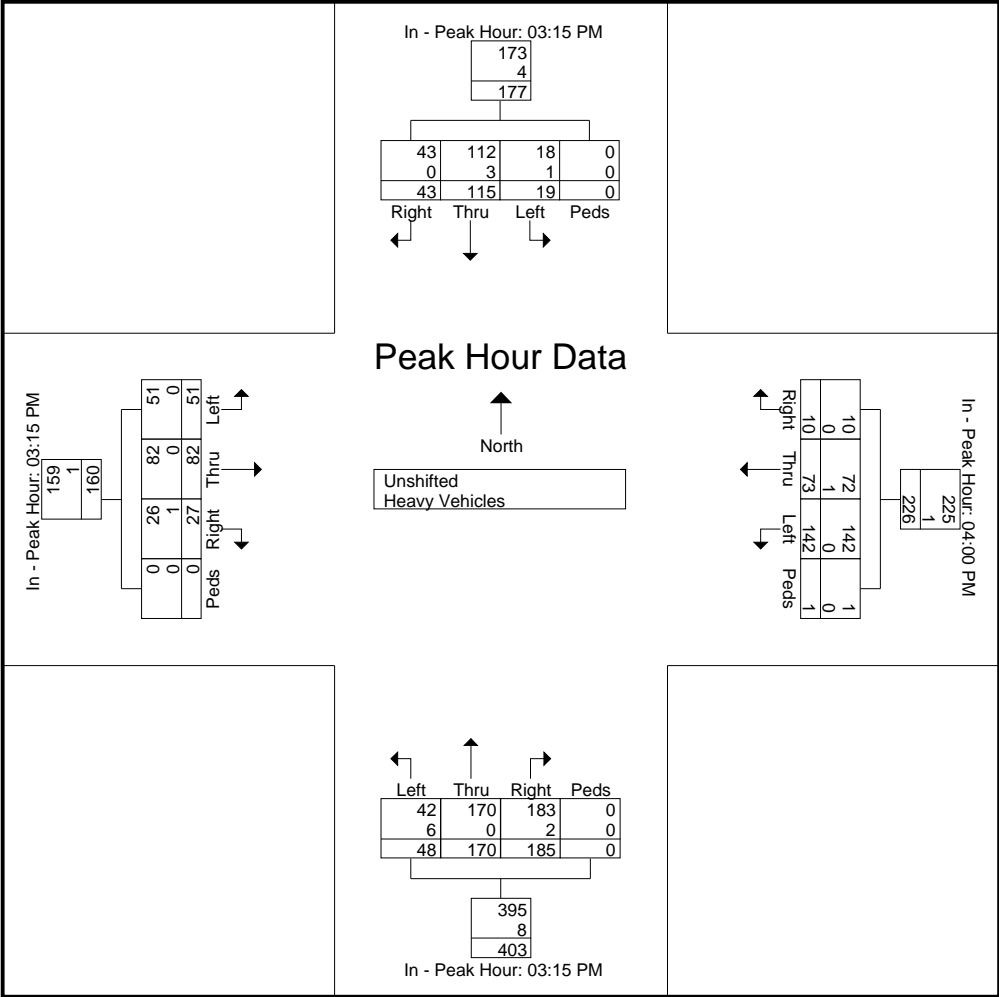 In - Peak Hour: 03:15 PM
173
4
177
43 112 18 0
0 3 1 0
43 115 19 0
Right Thru Left Peds
Peak Hour Data
North
Unshifted
Heavy Vehicles
In - Peak Hour: 03:15 PM
159
1
160
51 0 51 Left
82 0 82 Thru
26 1 27 Right
0 0 0 Peds
Right 10 0 10
Thru 73 1 72
Left 142 0 142
Peds 1 0 1
In - Peak Hour: 04:00 PM
225
1
226
Left Thru Right Peds
42 170 183 0
6 0 2 0
48 170 185 0
395
8
403
In - Peak Hour: 03:15 PM